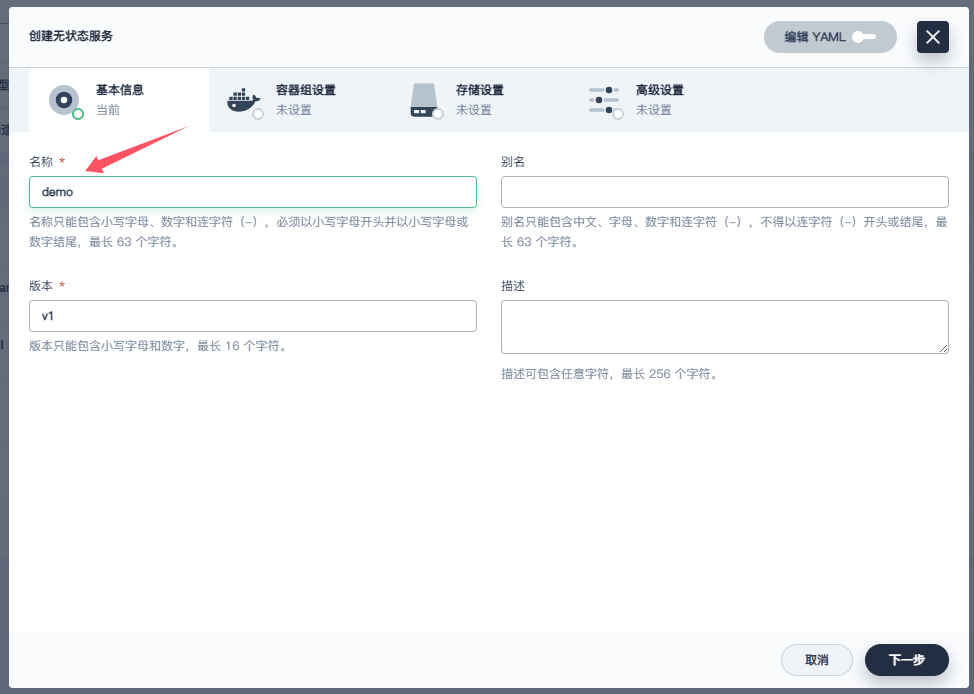 创建无状态服务
编辑 YAML
基本信息
当前
容器组设置
未设置
存储设置
未设置
高级设置
未设置
名称 *
demo
名称只能包含小写字母、数字和连字符（-），必须以小写字母开头并以小写字母或
数字结尾，最长 63 个字符。
别名
别名只能包含中文、字母、数字和连字符（-），不得以连字符（-）开头或结尾，最
长 63 个字符。
版本 *
v1
版本只能包含小写字母和数字，最长 16 个字符。
描述
描述可包含任意字符，最长 256 个字符。
取消
下一步